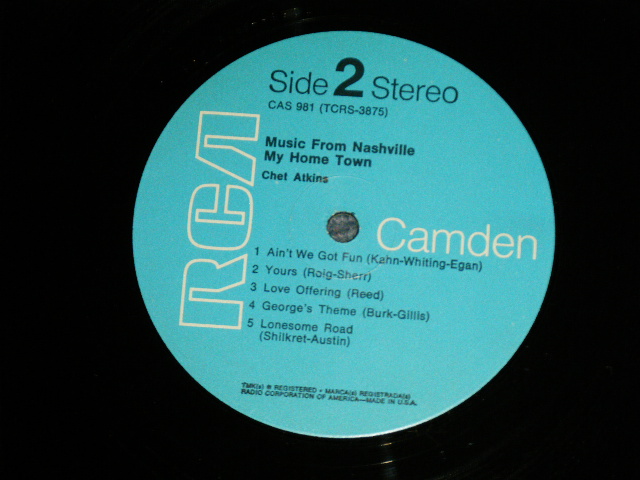 Side 2 Stereo
CAS 981 (TCRS-3875)
Music From Nashville
My Home Town
Chet Atkins
RCA
Camden
1 Ain't We Got Fun (Kahn-Whiting-Egan)
2 Yours (Roig-Sherr)
3 Love Offering (Reed)
4 George's Theme (Burk-Gillis)
5 Lonesome Road
(Shilkret-Austin)
TMK(s) ® REGISTERED • MARCA(s) REGISTRADA(s)
RADIO CORPORATION OF AMERICA—MADE IN U.S.A.